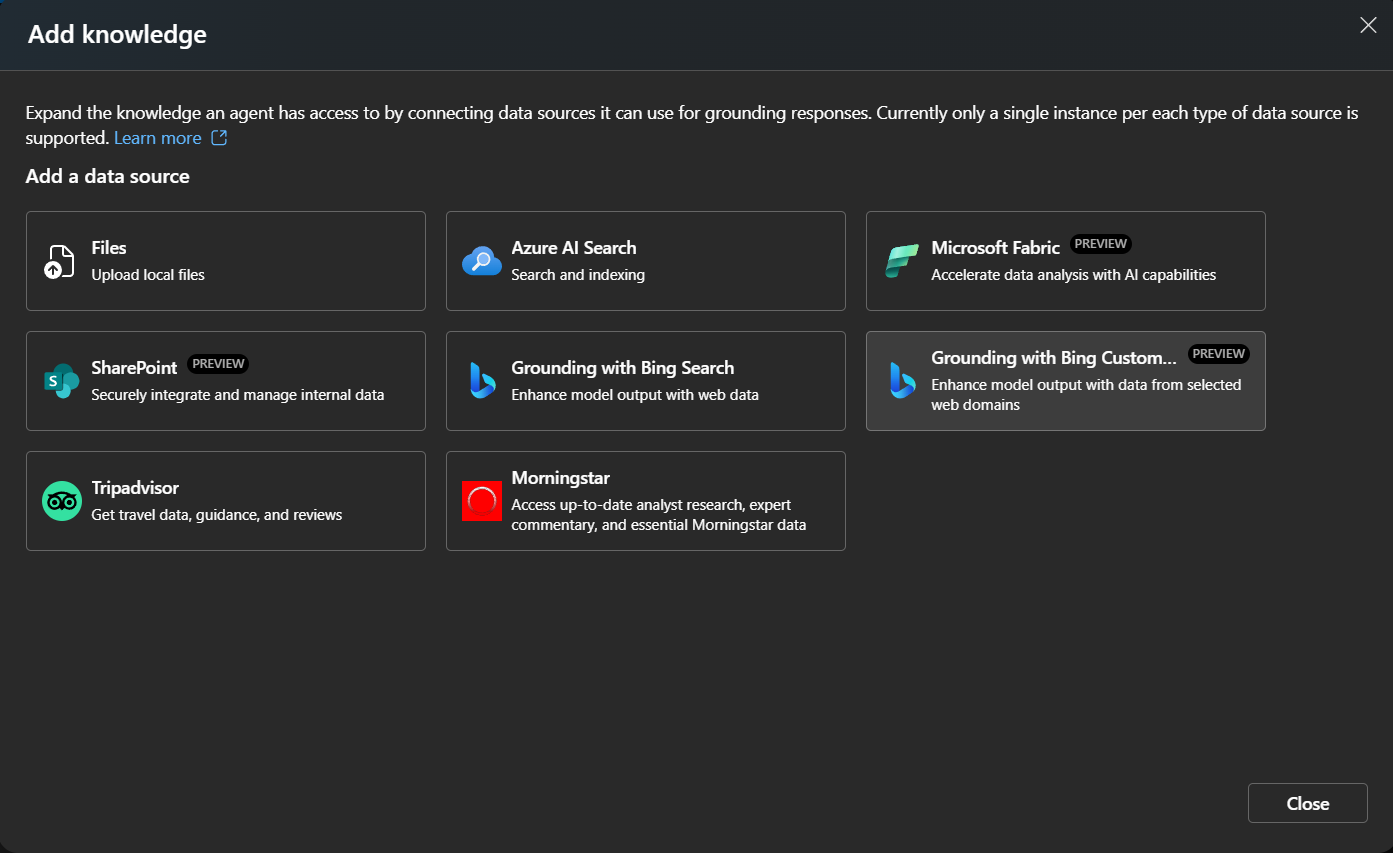 Add knowledge
Expand the knowledge an agent has access to by connecting data sources it can use for grounding responses. Currently only a single instance per each type of data source is
supported. Learn more
Add a data source
Files
Upload local files
Azure AI Search
Search and indexing
Microsoft Fabric PREVIEW
Accelerate data analysis with AI capabilities
SharePoint PREVIEW
Securely integrate and manage internal data
Grounding with Bing Search
Enhance model output with web data
Grounding with Bing Custom... PREVIEW
Enhance model output with data from selected
web domains
Tripadvisor
Get travel data, guidance, and reviews
Morningstar
Access up-to-date analyst research, expert
commentary, and essential Morningstar data
Close